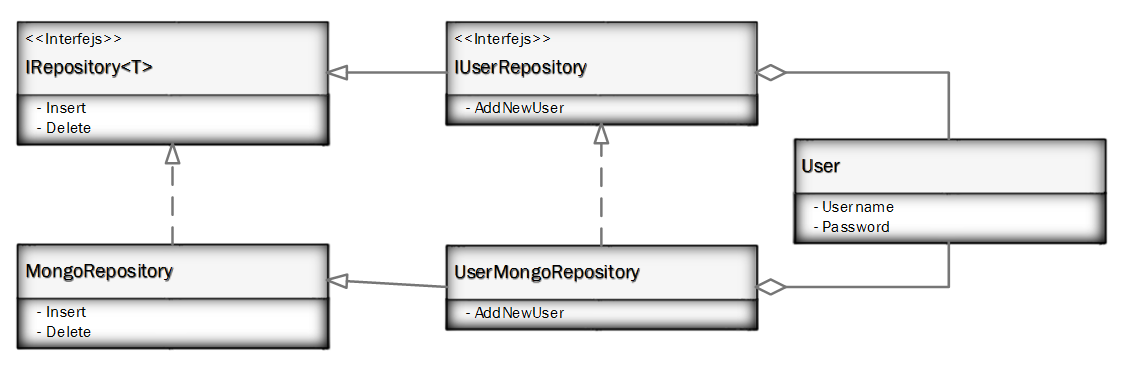 <<Interfejs>>
IRepository<T>
- Insert
- Delete
<<Interfejs>>
IUserRepository
- AddNewUser
User
- Username
- Password
MongoRepository
- Insert
- Delete
UserMongoRepository
- AddNewUser